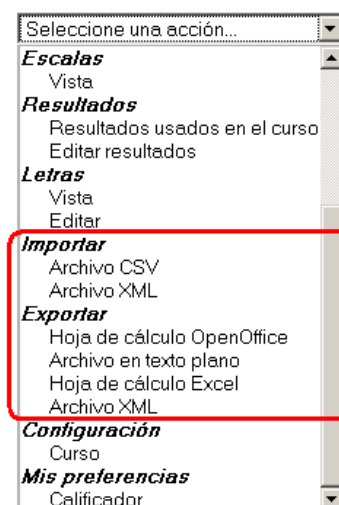 Seleccione una acción...
Escalas
Vista
Resultados
Resultados usados en el curso
Editar resultados
Letras
Vista
Editar
Importar
Archivo CSV
Archivo XML
Exportar
Hoja de cálculo OpenOffice
Archivo en texto plano
Hoja de cálculo Excel
Archivo XML
Configuración
Curso
Mis preferencias
Calificador